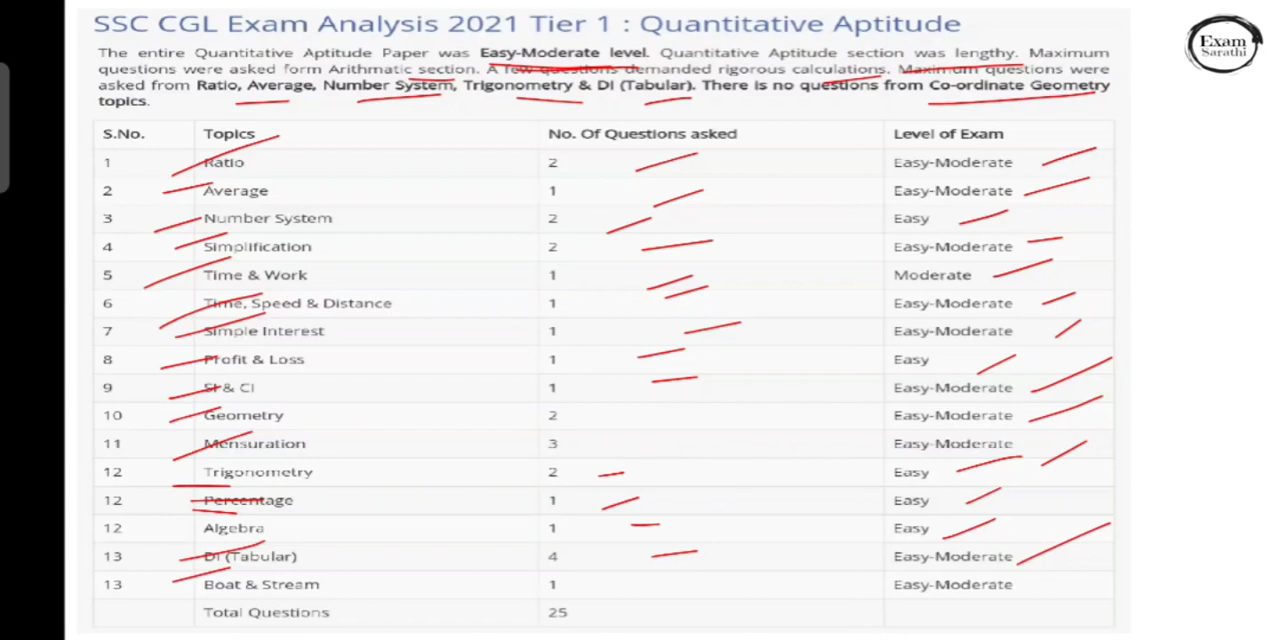 SSC CGL Exam Analysis 2021 Tier 1 : Quantitative Aptitude
Exam
Sarathi
The entire Quantitative Aptitude Paper was Easy-Moderate level. Quantitative Aptitude section was lengthy. Maximum
questions were asked form Arithmatic section. A few questions demanded rigorous calculations. Maximum questions were
asked from Ratio, Average, Number System, Trigonometry & DI (Tabular). There is no questions from Co-ordinate Geometry
topics.
S.No. Topics No. Of Questions asked Level of Exam
1 Ratio 2 Easy-Moderate
2 Average 1 Easy-Moderate
3 Number System 2 Easy
4 Simplification 2 Easy-Moderate
5 Time & Work 1 Moderate
6 Time, Speed & Distance 1 Easy-Moderate
7 Simple Interest 1 Easy-Moderate
8 Profit & Loss 1 Easy
9 SI & CI 1 Easy-Moderate
10 Geometry 2 Easy-Moderate
11 Mensuration 3 Easy-Moderate
12 Trigonometry 2 Easy
12 Percentage 1 Easy
12 Algebra 1 Easy
13 DI (Tabular) 4 Easy-Moderate
13 Boat & Stream 1 Easy-Moderate
Total Questions 25